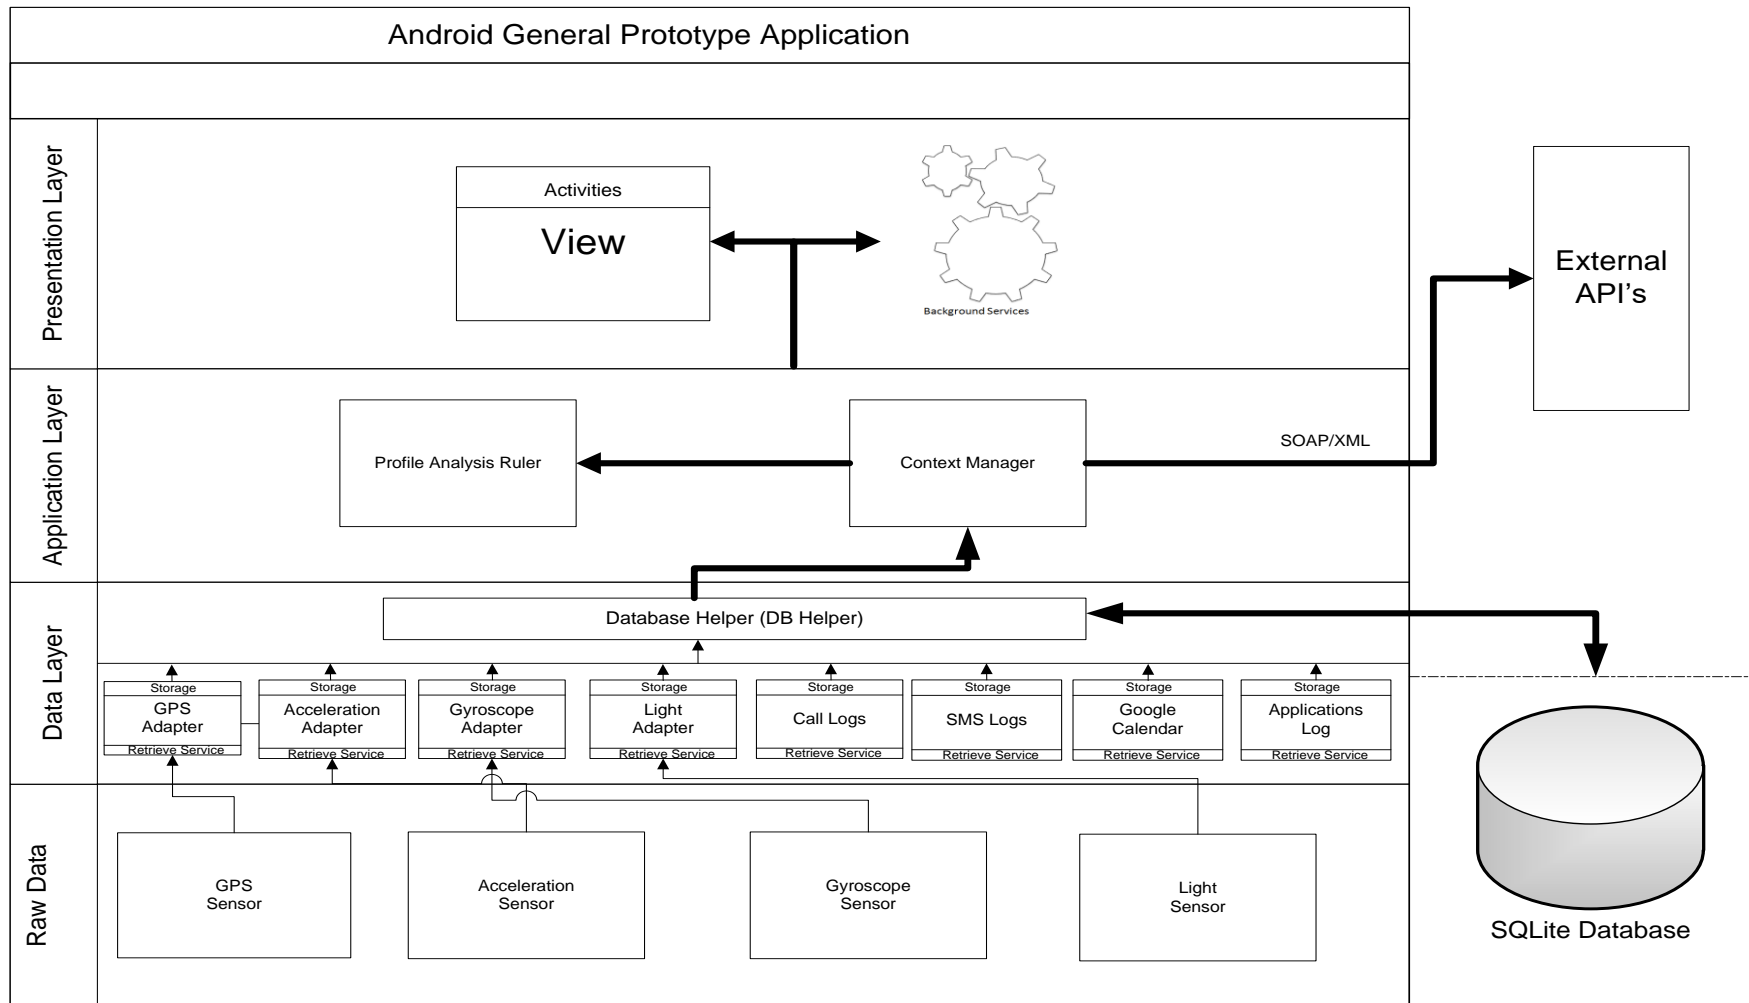 Android General Prototype Application
Presentation Layer
Activities
View
Background Services
External
API's
Application Layer
Profile Analysis Ruler
Context Manager
SOAP/XML
Data Layer
Database Helper (DB Helper)
Storage
GPS
Adapter
Retrieve Service
Storage
Acceleration
Adapter
Retrieve Service
Storage
Gyroscope
Adapter
Retrieve Service
Storage
Light
Adapter
Retrieve Service
Storage
Call Logs
Retrieve Service
Storage
SMS Logs
Retrieve Service
Storage
Google
Calendar
Retrieve Service
Storage
Applications
Log
Retrieve Service
Raw Data
GPS
Sensor
Acceleration
Sensor
Gyroscope
Sensor
Light
Sensor
SQLite Database